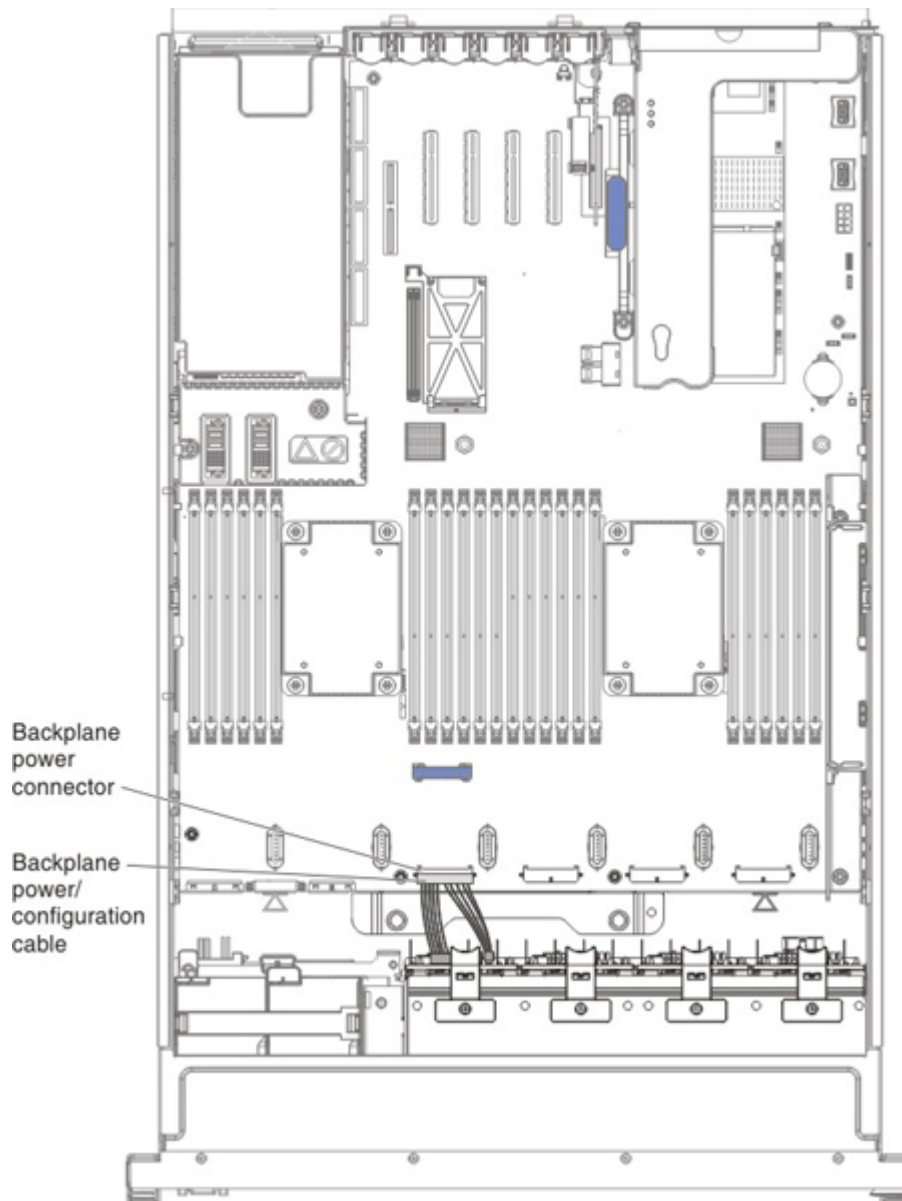 Backplane
power
connector
Backplane
power/
configuration
cable